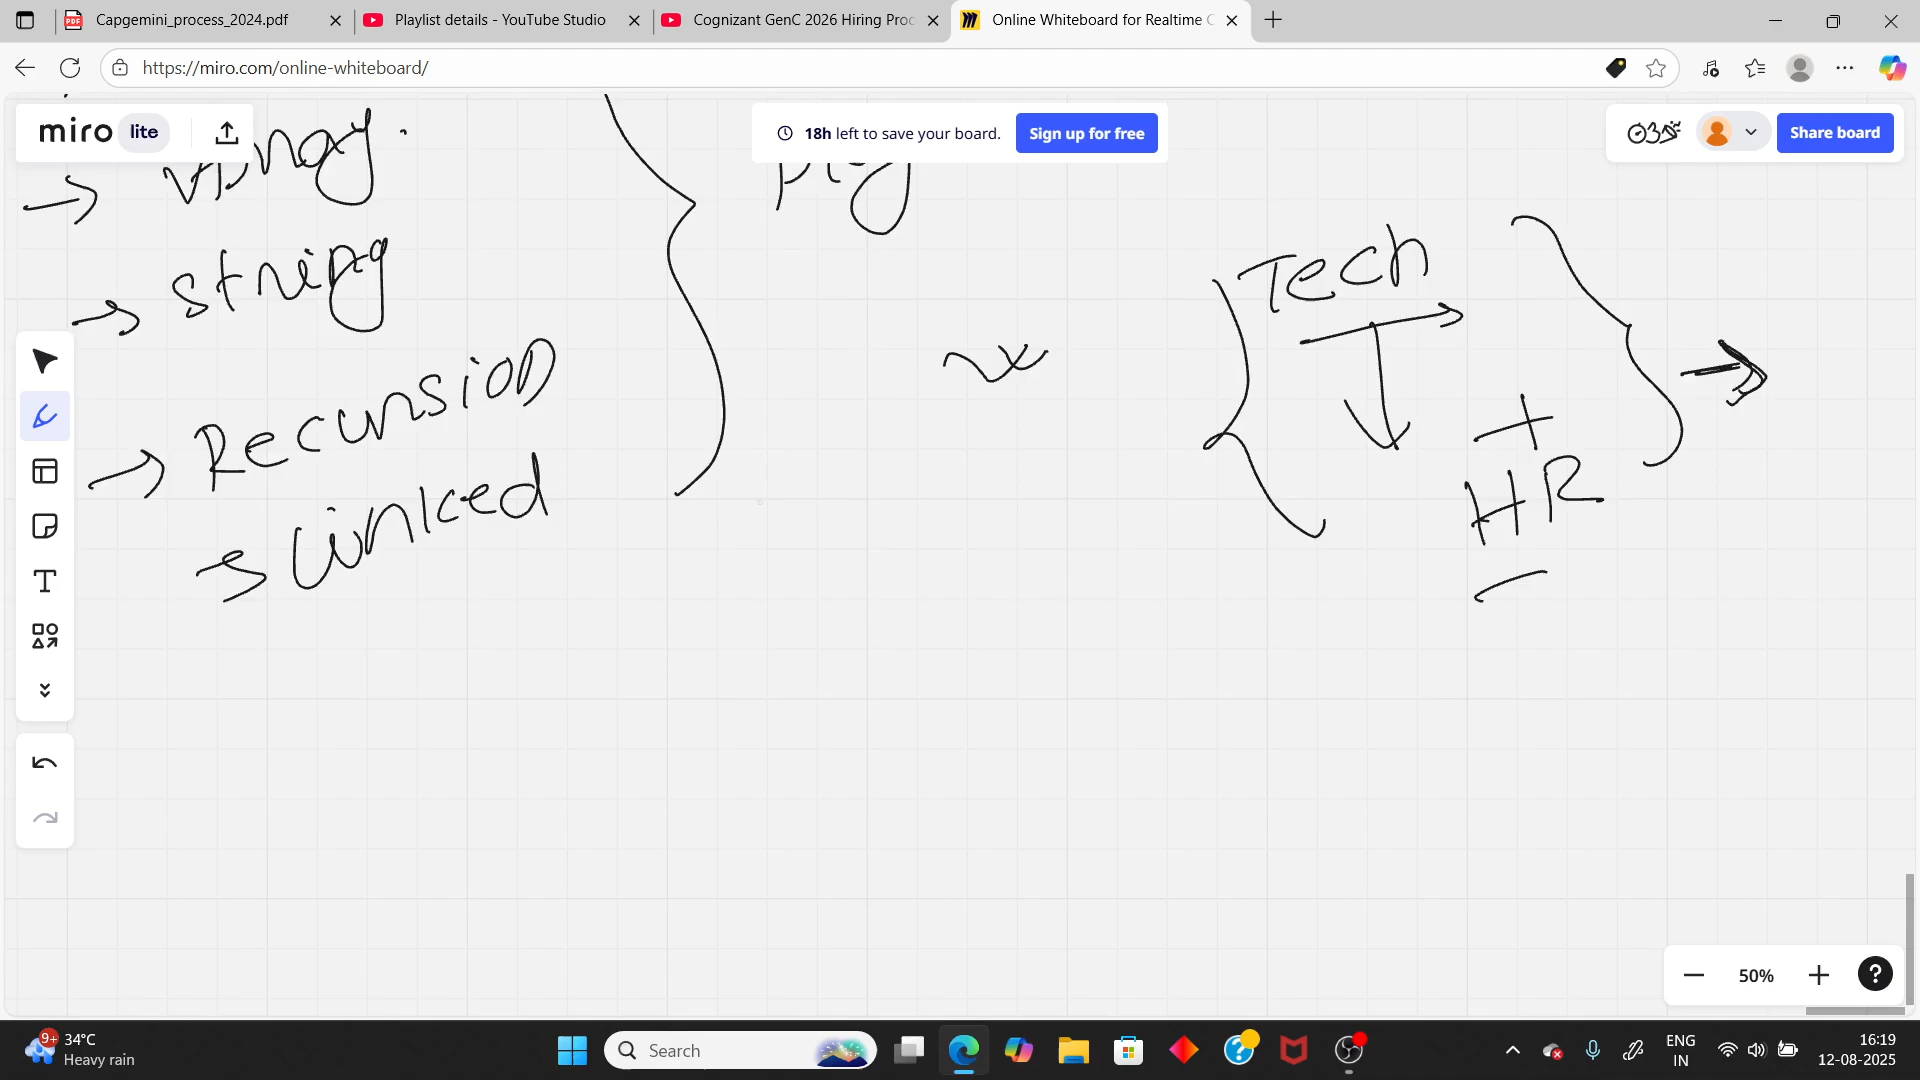 Capgemini_process_2024.pdf
Playlist details - YouTube Studio
Cognizant GenC 2026 Hiring Proc
Online Whiteboard for Realtime C
https://miro.com/online-whiteboard/
miro lite
18h left to save your board.
Sign up for free
Share board
→ string
→ Recursion
→ Linked
Tech
+
HR
50%
?
9+
34°C
Heavy rain
Search
ENG
IN
16:19
12-08-2025